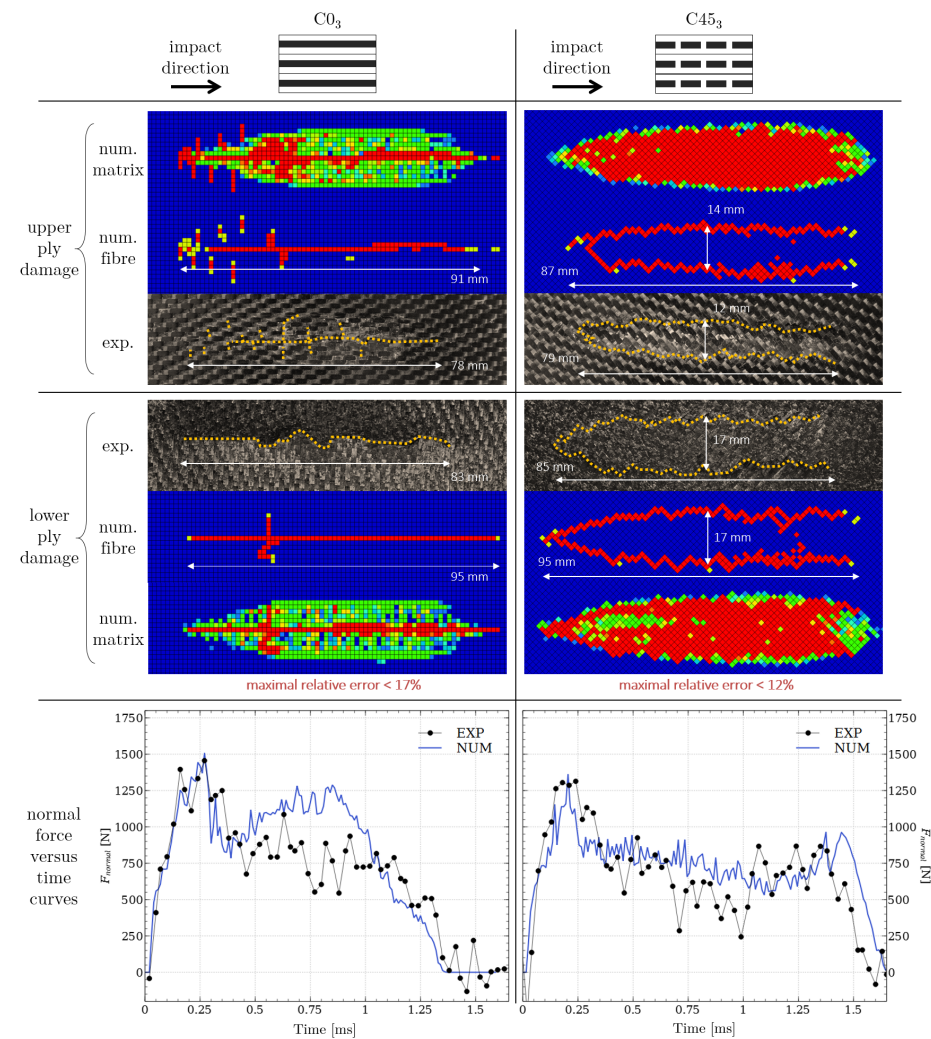 C0₃
C45₃
impact
direction
impact
direction
upper
ply
damage
num.
matrix
num.
fibre
91 mm
14 mm
87 mm
exp.
78 mm
12 mm
79 mm
lower
ply
damage
exp.
83 mm
17 mm
85 mm
num.
fibre
95 mm
17 mm
95 mm
num.
matrix
maximal relative error < 17%
maximal relative error < 12%
normal
force
versus
time
curves
1750
1500
1250
1000
750
500
250
0
F_normal [N]
EXP
NUM
0
0.25
0.5
0.75
1
1.25
1.5
Time [ms]
EXP
NUM
1750
1500
1250
1000
750
500
250
0
F_normal
[N]
0
0.25
0.5
0.75
1
1.25
1.5
Time [ms]